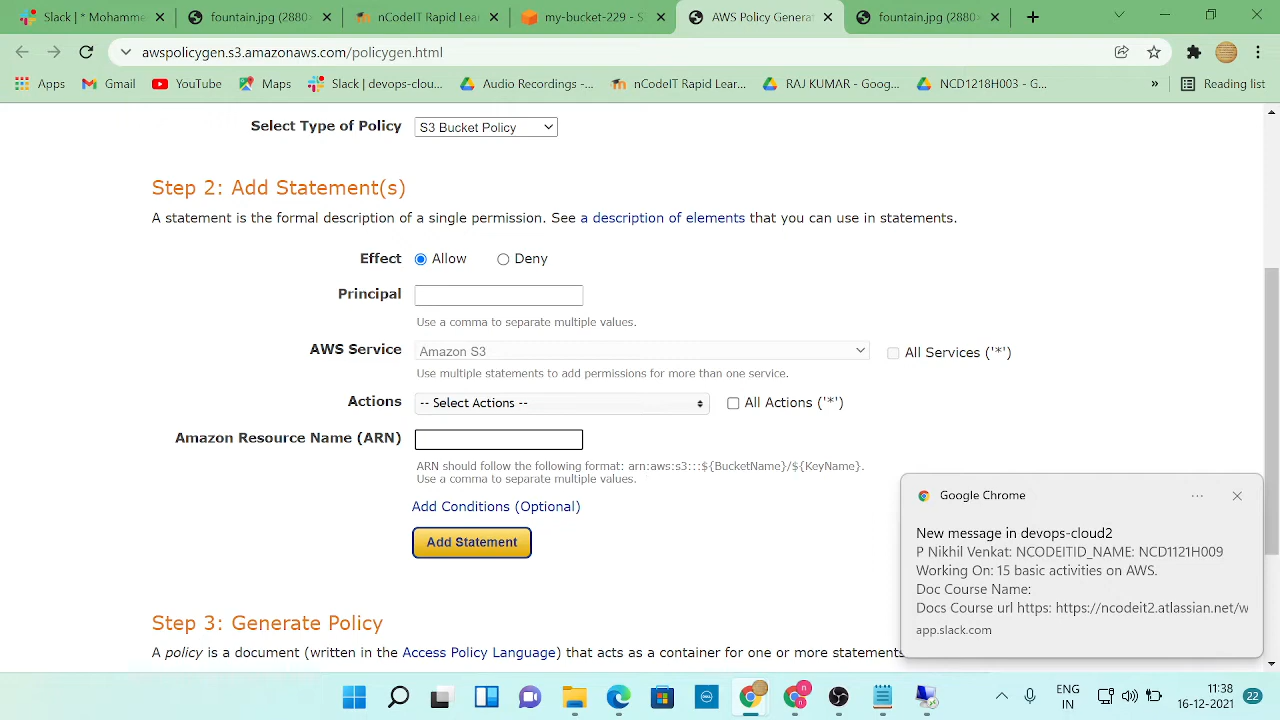 Slack | * Mohamme
fountain.jpg (2880×
nCodeIT Rapid Lea
my-bucket-229 - S
AWS Policy Genera
fountain.jpg (2880×
awspolicygen.s3.amazonaws.com/policygen.html
Apps
Gmail
YouTube
Maps
Slack | devops-clou...
Audio Recordings -...
nCodeIT Rapid Lear...
RAJ KUMAR - Goog...
NCD1218H003 - G...
»
Reading list
Select Type of Policy
S3 Bucket Policy
Step 2: Add Statement(s)
A statement is the formal description of a single permission. See a description of elements that you can use in statements.
Effect
Allow
Deny
Principal
Use a comma to separate multiple values.
AWS Service
Amazon S3
All Services ('*')
Use multiple statements to add permissions for more than one service.
Actions
-- Select Actions --
All Actions ('*')
Amazon Resource Name (ARN)
ARN should follow the following format: arn:aws:s3:::${BucketName}/${KeyName}.
Use a comma to separate multiple values.
Add Conditions (Optional)
Add Statement
Step 3: Generate Policy
A policy is a document (written in the Access Policy Language) that acts as a container for one or more statements
Google Chrome
New message in devops-cloud2
P Nikhil Venkat: NCODEITID_NAME: NCD1121H009
Working On: 15 basic activities on AWS.
Doc Course Name:
Docs Course url https: https://ncodeit2.atlassian.net/w
app.slack.com
ENG
IN
11:38
16-12-2021
22